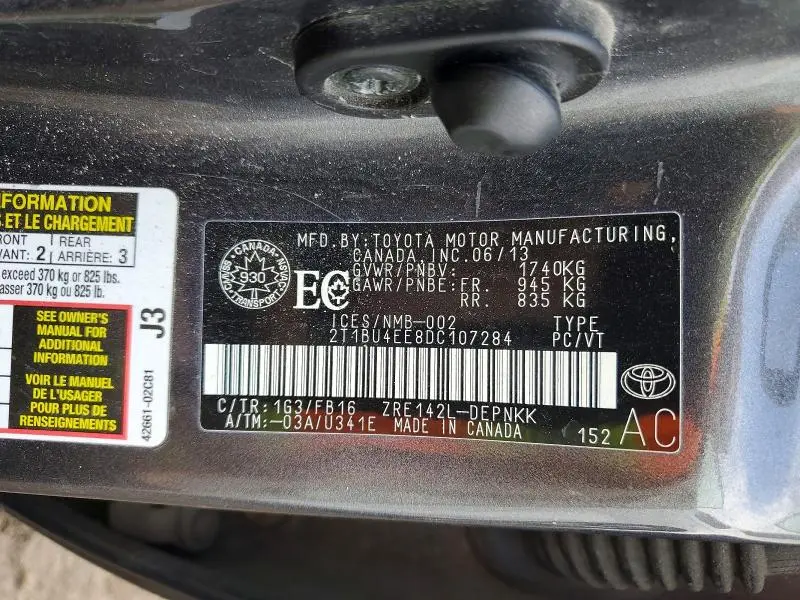 NFORMATION
ET LE CHARGEMENT
RONT
VANT: 2
REAR
ARRIÈRE: 3
exceed 370 kg or 825 lbs.
asser 370 kg ou 825 lb.
SEE OWNER'S
MANUAL FOR
ADDITIONAL
INFORMATION
VOIR LE MANUEL
DE L'USAGER
POUR PLUS DE
RENSEIGNEMENTS
J3
42661-02C81
MFD.BY:TOYOTA MOTOR MANUFACTURING,
CANADA,INC.06/13
GVWR/PNBV: 1740KG
GAWR/PNBE: FR. 945 KG
RR. 835 KG
CANADA
930
TRANSPORT
EC
ICES/NMB-002 TYPE
2T1BU4EE8DC107284 PC/VT
C/TR:1G3/FB16 ZRE142L-DEPNKK
A/TM:-03A/U341E MADE IN CANADA
152 AC